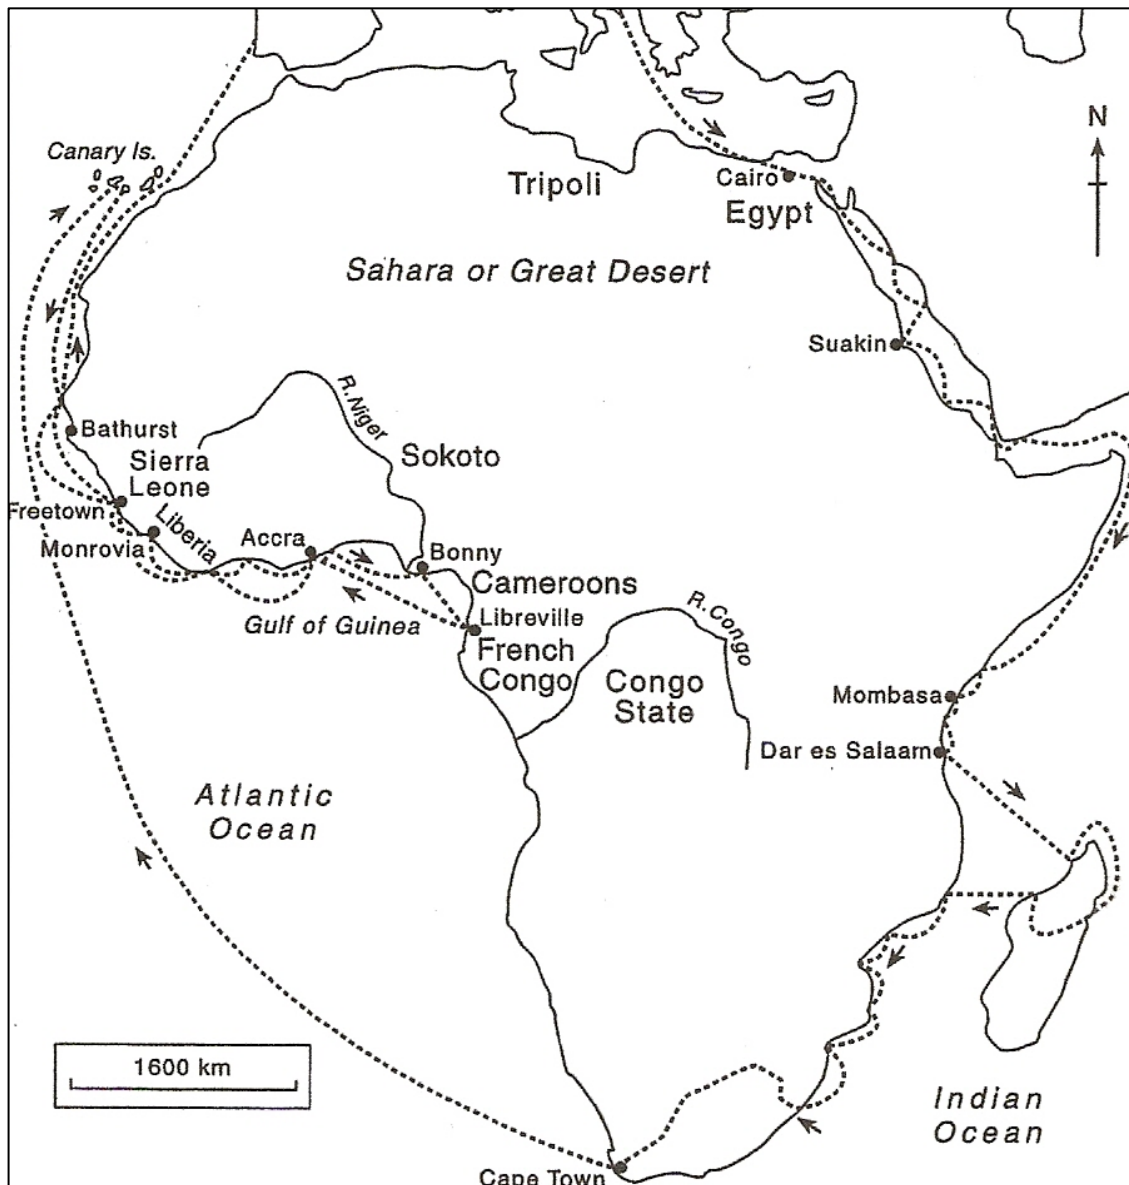 N
Canary Is.
Tripoli
Cairo
Egypt
Sahara or Great Desert
Suakin
R. Niger
Bathurst
Sokoto
Sierra
Leone
Freetown
Liberia
Monrovia
Accra
Bonny
Cameroons
Gulf of Guinea
Libreville
French
Congo
R. Congo
Congo
State
Mombasa
Dar es Salaam
Atlantic
Ocean
1600 km
Indian
Ocean
Cape Town